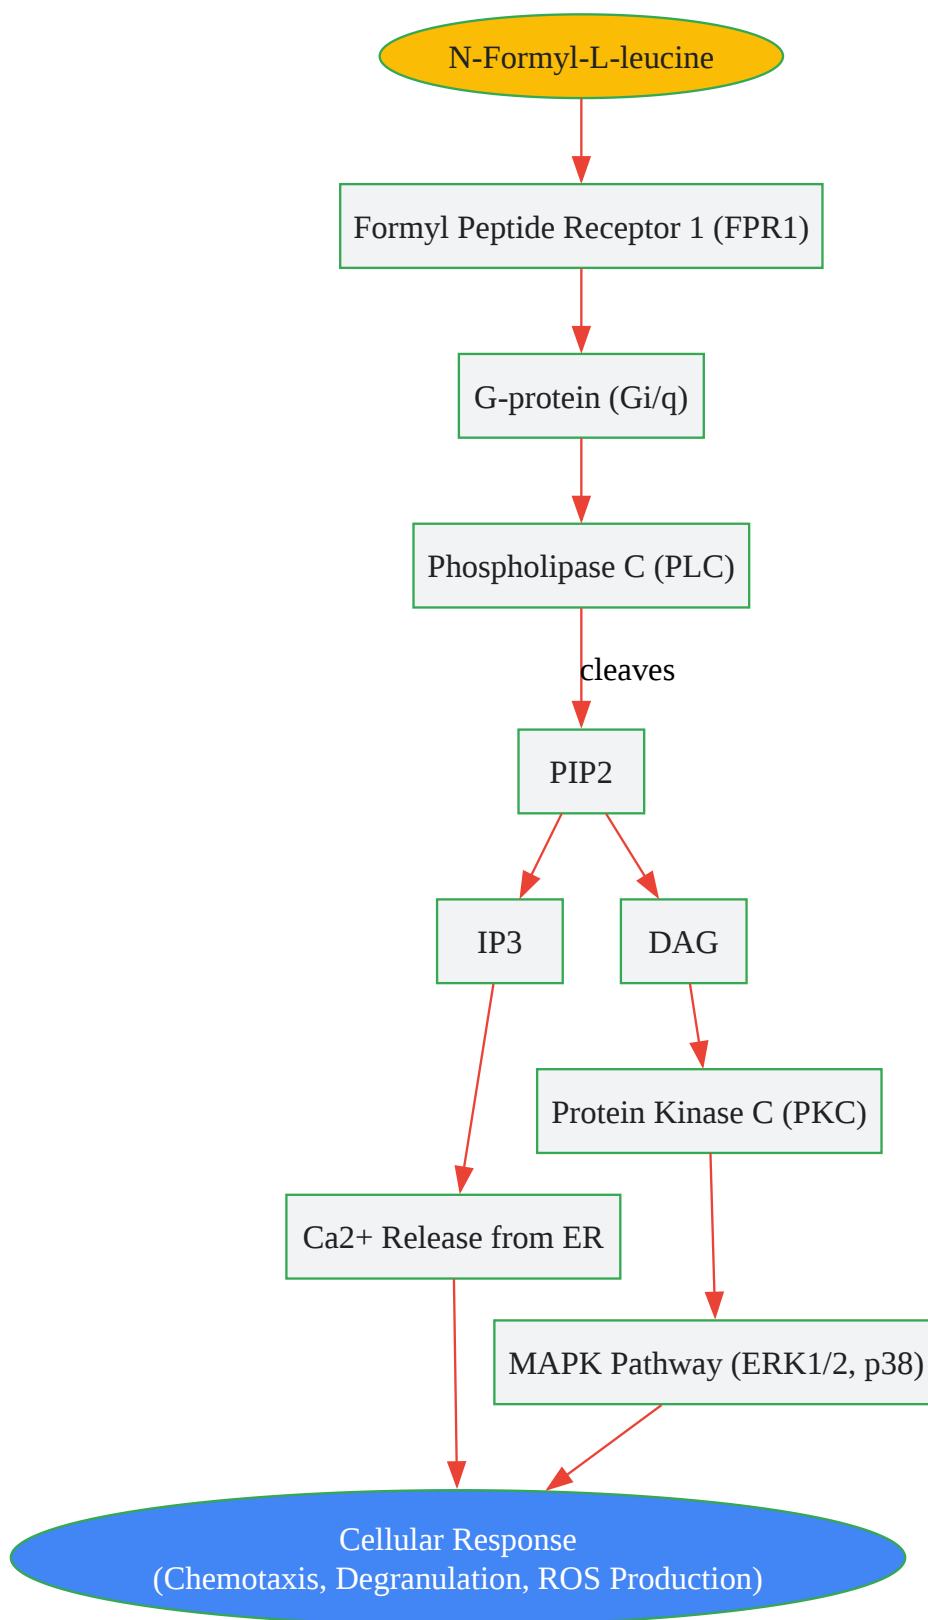 N-Formyl-L-leucine
Formyl Peptide Receptor 1 (FPR1)
G-protein (Gi/q)
Phospholipase C (PLC)
cleaves
PIP2
IP3
DAG
Protein Kinase C (PKC)
Ca2+ Release from ER
MAPK Pathway (ERK1/2, p38)
Cellular Response
(Chemotaxis, Degranulation, ROS Production)